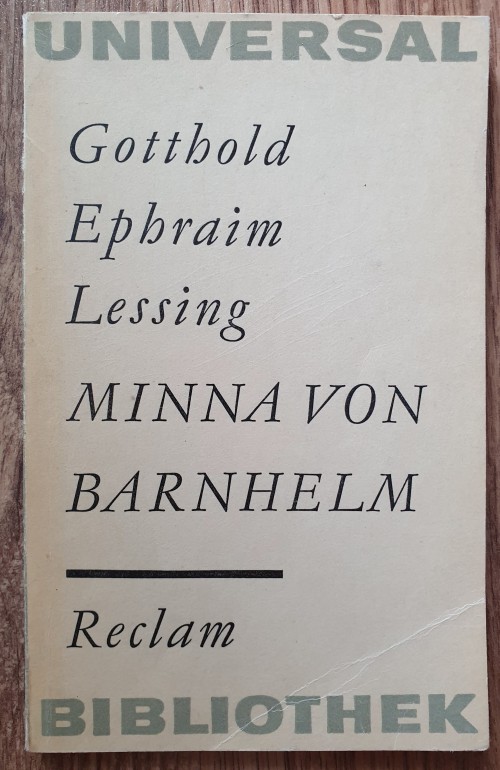 UNIVERSAL
Gotthold
Ephraim
Lessing
MINNA VON
BARNHELM
Reclam
BIBLIOTHEK